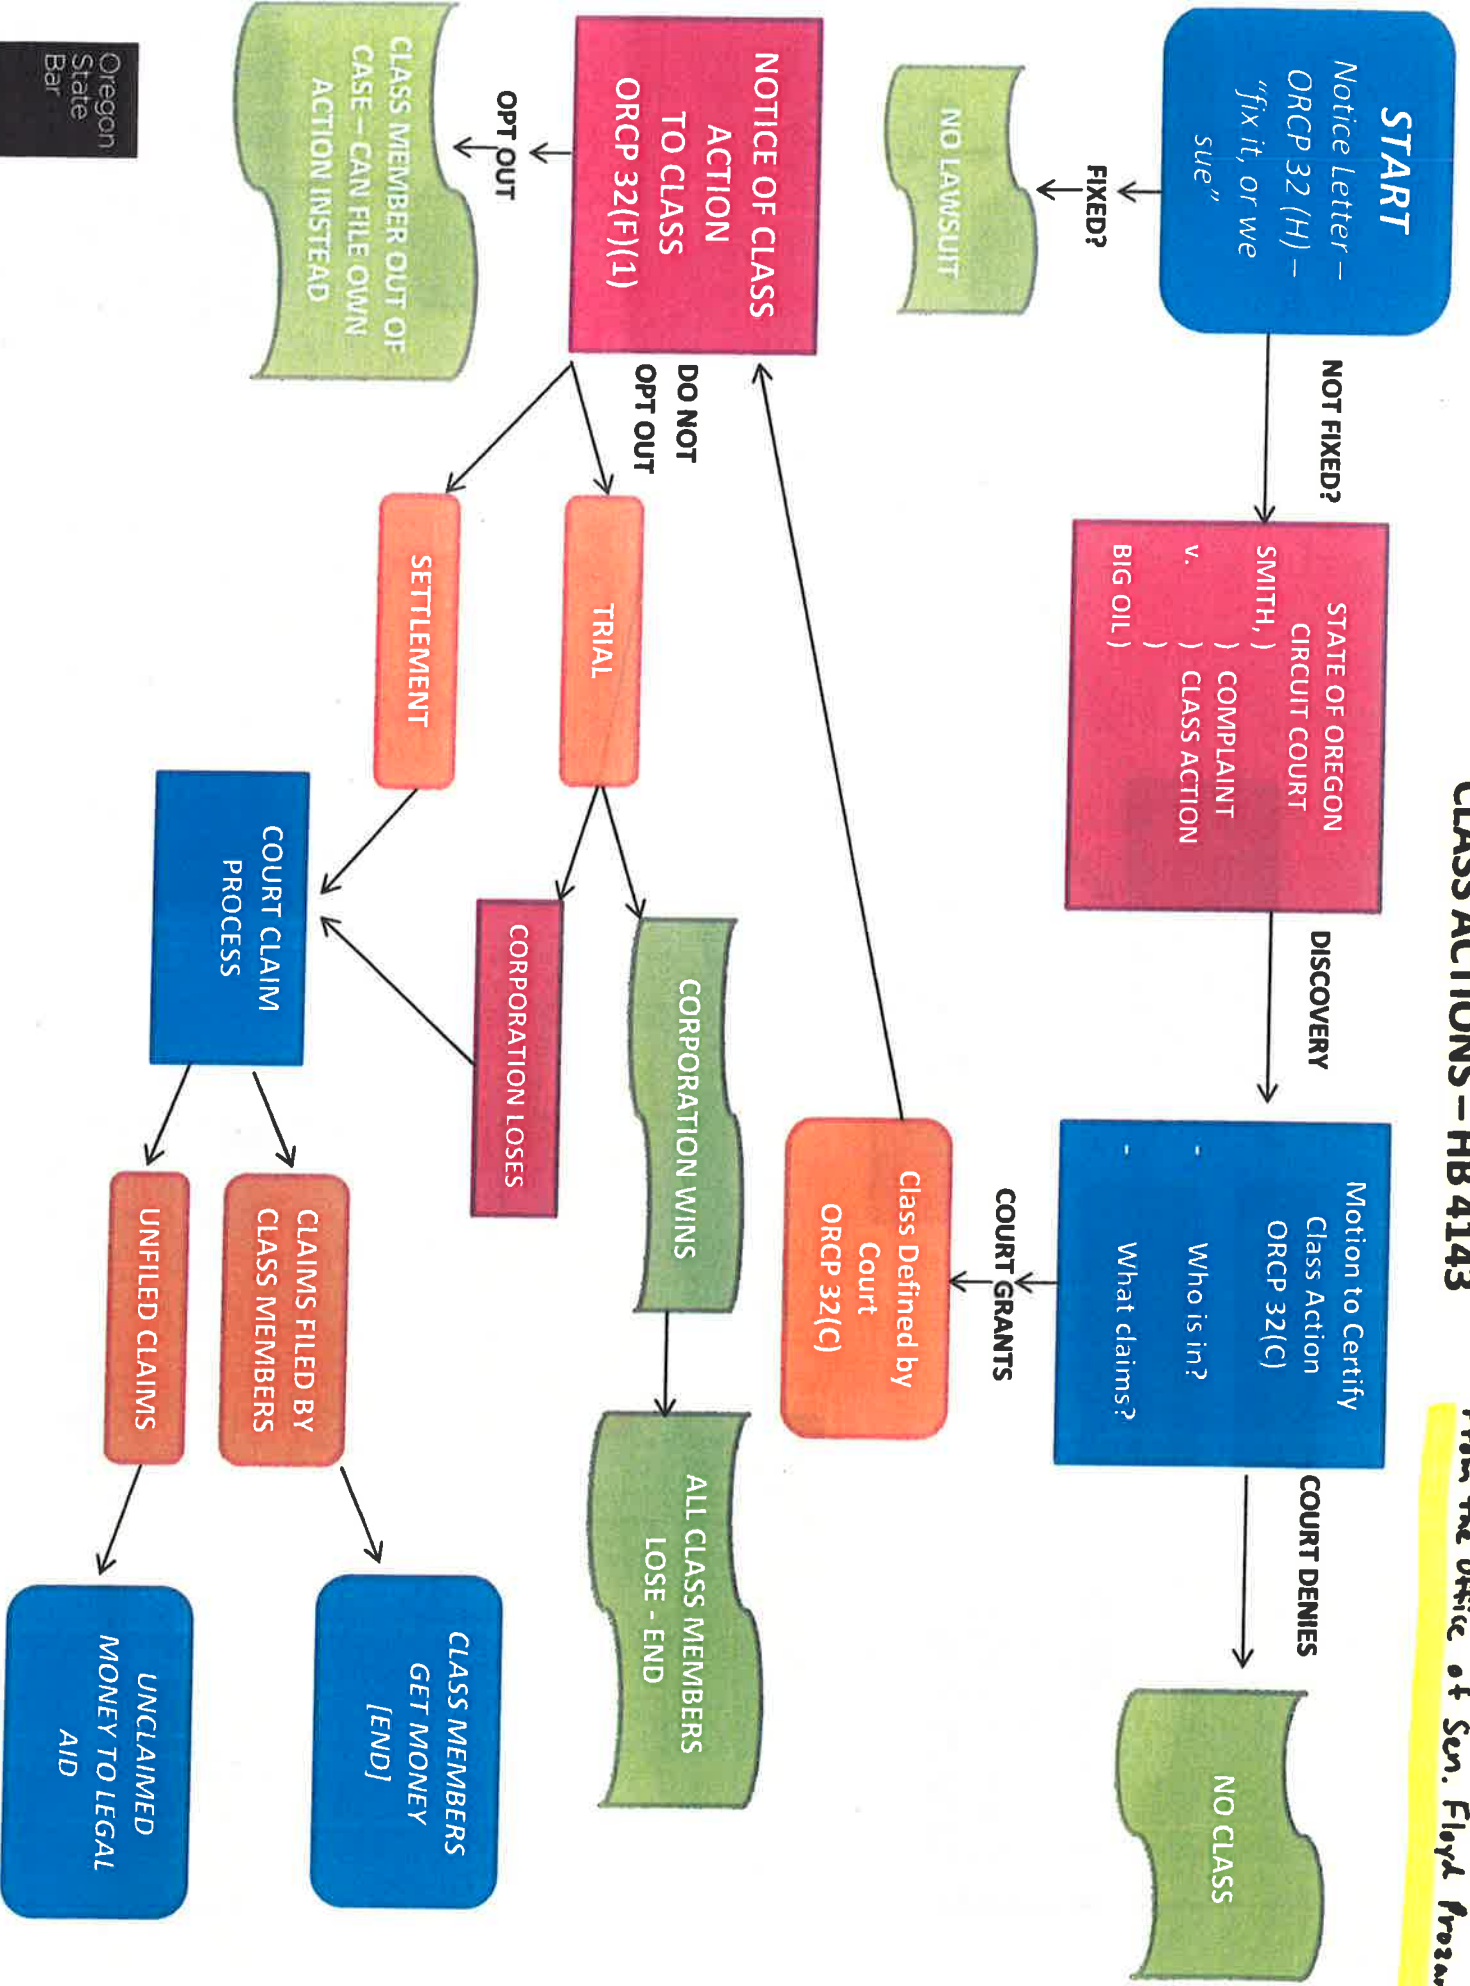 CLASS ACTIONS – HB 4143
From the office of Sen. Floyd
START
Notice Letter –
ORCP 32 (H) –
"fix it, or we
sue"
NOT FIXED?
STATE OF OREGON
CIRCUIT COURT
SMITH, )
) COMPLAINT
v. ) CLASS ACTION
)
BIG OIL )
DISCOVERY
Motion to Certify
Class Action
ORCP 32(C)
- Who is in?
- What claims?
COURT DENIES
NO CLASS
FIXED?
NO LAWSUIT
COURT GRANTS
Class Defined by
Court
ORCP 32(C)
NOTICE OF CLASS
ACTION
TO CLASS
ORCP 32(F)(1)
DO NOT
OPT OUT
OPT OUT
CLASS MEMBER OUT OF
CASE – CAN FILE OWN
ACTION INSTEAD
TRIAL
SETTLEMENT
CORPORATION WINS
ALL CLASS MEMBERS
LOSE - END
CORPORATION LOSES
COURT CLAIM
PROCESS
CLAIMS FILED BY
CLASS MEMBERS
CLASS MEMBERS
GET MONEY
[END]
UNFILED CLAIMS
UNCLAIMED
MONEY TO LEGAL
AID
Oregon
State
Bar